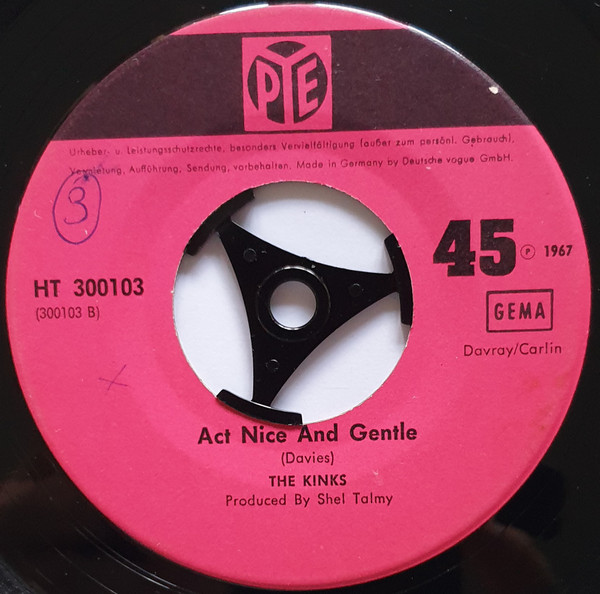 PYE
Urheber- u. Leistungsschutzrechte, besonders Vervielfältigung (außer zum persönl. Gebrauch),
Vermietung, Aufführung, Sendung, vorbehalten. Made in Germany by Deutsche vogue GmbH.
3
45 ℗ 1967
HT 300103
(300103 B)
GEMA
Davray/Carlin
x
Act Nice And Gentle
(Davies)
THE KINKS
Produced By Shel Talmy